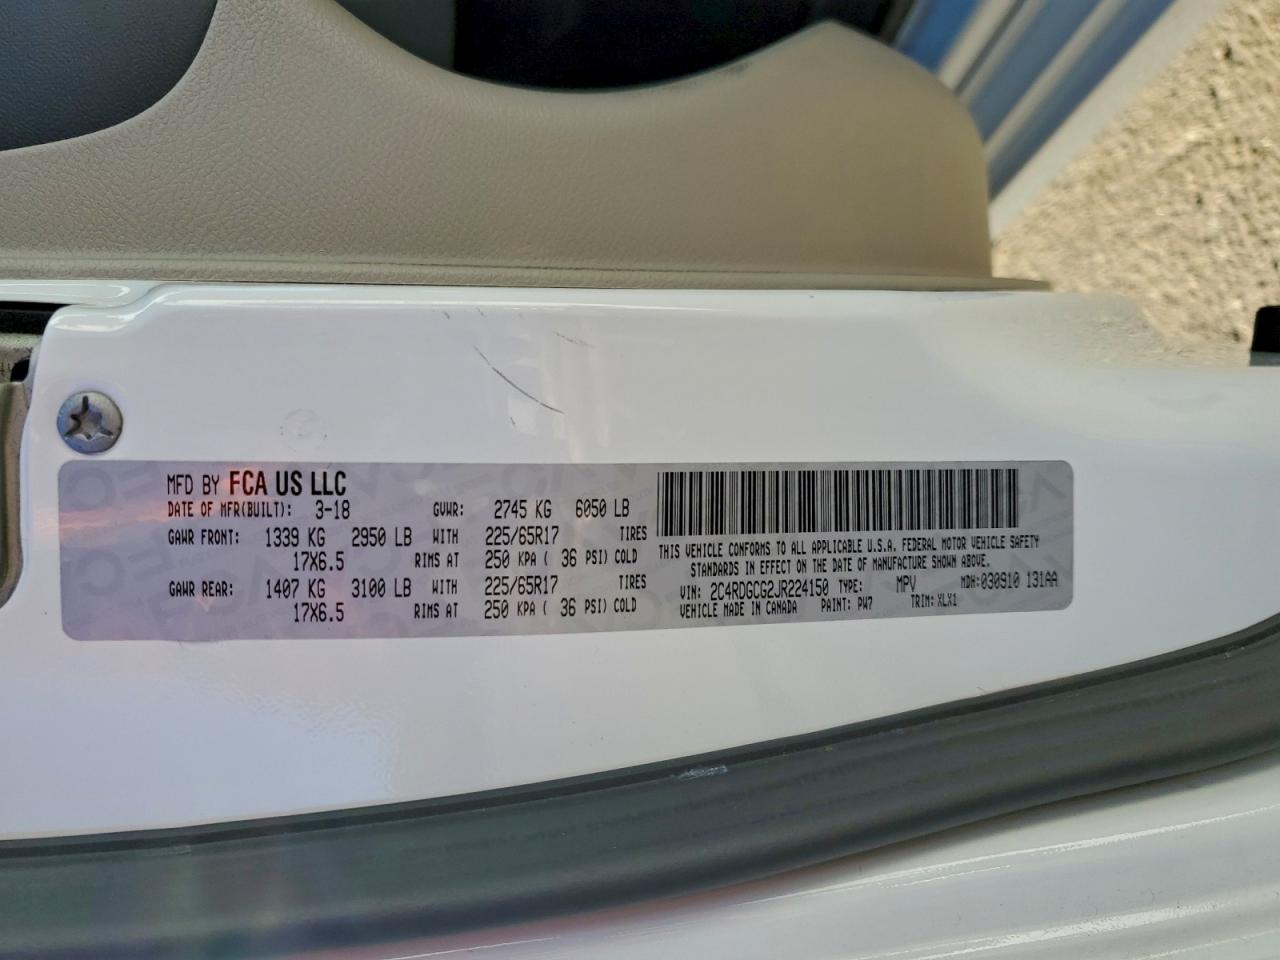 MFD BY FCA US LLC
DATE OF MFR(BUILT): 3-18 GVWR: 2745 KG 6050 LB
GAWR FRONT: 1339 KG 2950 LB WITH 225/65R17 TIRES
17X6.5 RIMS AT 250 KPA ( 36 PSI) COLD
GAWR REAR: 1407 KG 3100 LB WITH 225/65R17 TIRES
17X6.5 RIMS AT 250 KPA ( 36 PSI) COLD
THIS VEHICLE CONFORMS TO ALL APPLICABLE U.S.A. FEDERAL MOTOR VEHICLE SAFETY
STANDARDS IN EFFECT ON THE DATE OF MANUFACTURE SHOWN ABOVE.
VIN: 2C4RDGCG2JR224150 TYPE: MPV MDH: 030910 131AA
VEHICLE MADE IN CANADA PAINT: PW7 TRIM: XLX1